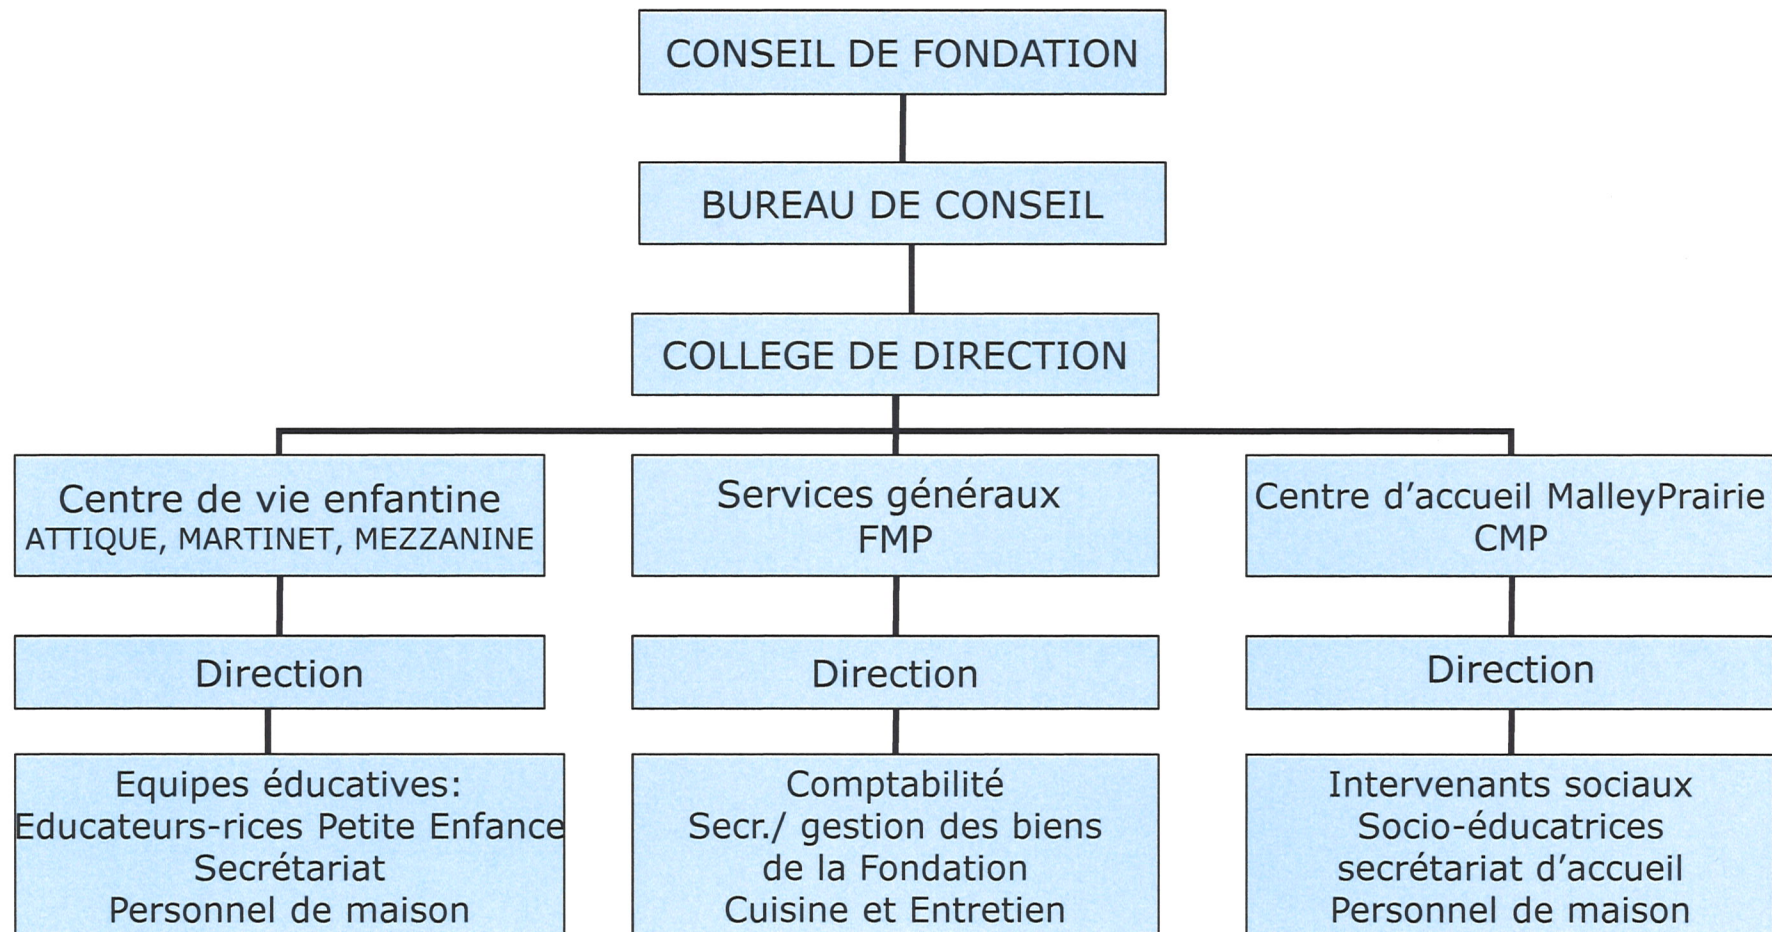 CONSEIL DE FONDATION
BUREAU DE CONSEIL
COLLEGE DE DIRECTION
Centre de vie enfantine
ATTIQUE, MARTINET, MEZZANINE
Services généraux
FMP
Centre d'accueil MalleyPrairie
CMP
Direction
Direction
Direction
Equipes éducatives:
Educateurs-rices Petite Enfance
Secrétariat
Personnel de maison
Comptabilité
Secr./ gestion des biens
de la Fondation
Cuisine et Entretien
Intervenants sociaux
Socio-éducatrices
secrétariat d'accueil
Personnel de maison